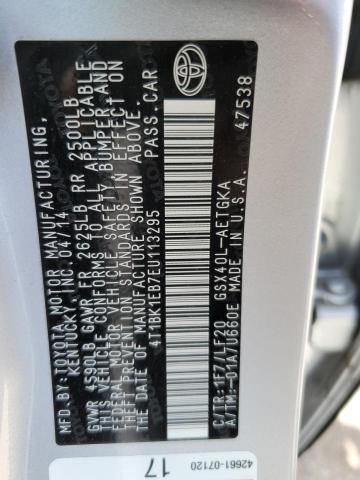 MFD. BY: TOYOTA MOTOR MANUFACTURING,
KENTUCKY, INC. 04/14
GVWR 4590LB GAWR FR 2625LB RR 2500LB
THIS VEHICLE CONFORMS TO ALL APPLICABLE
FEDERAL MOTOR VEHICLE SAFETY, BUMPER, AND
THEFT PREVENTION STANDARDS IN EFFECT ON
THE DATE OF MANUFACTURE SHOWN ABOVE.
4T1BK1EB7EU113295 PASS. CAR
C/TR:1F7/LF20 GSX40L-AETGKA
A/TM:-01A/U660E MADE IN U.S.A.
47538
42661-07120
17